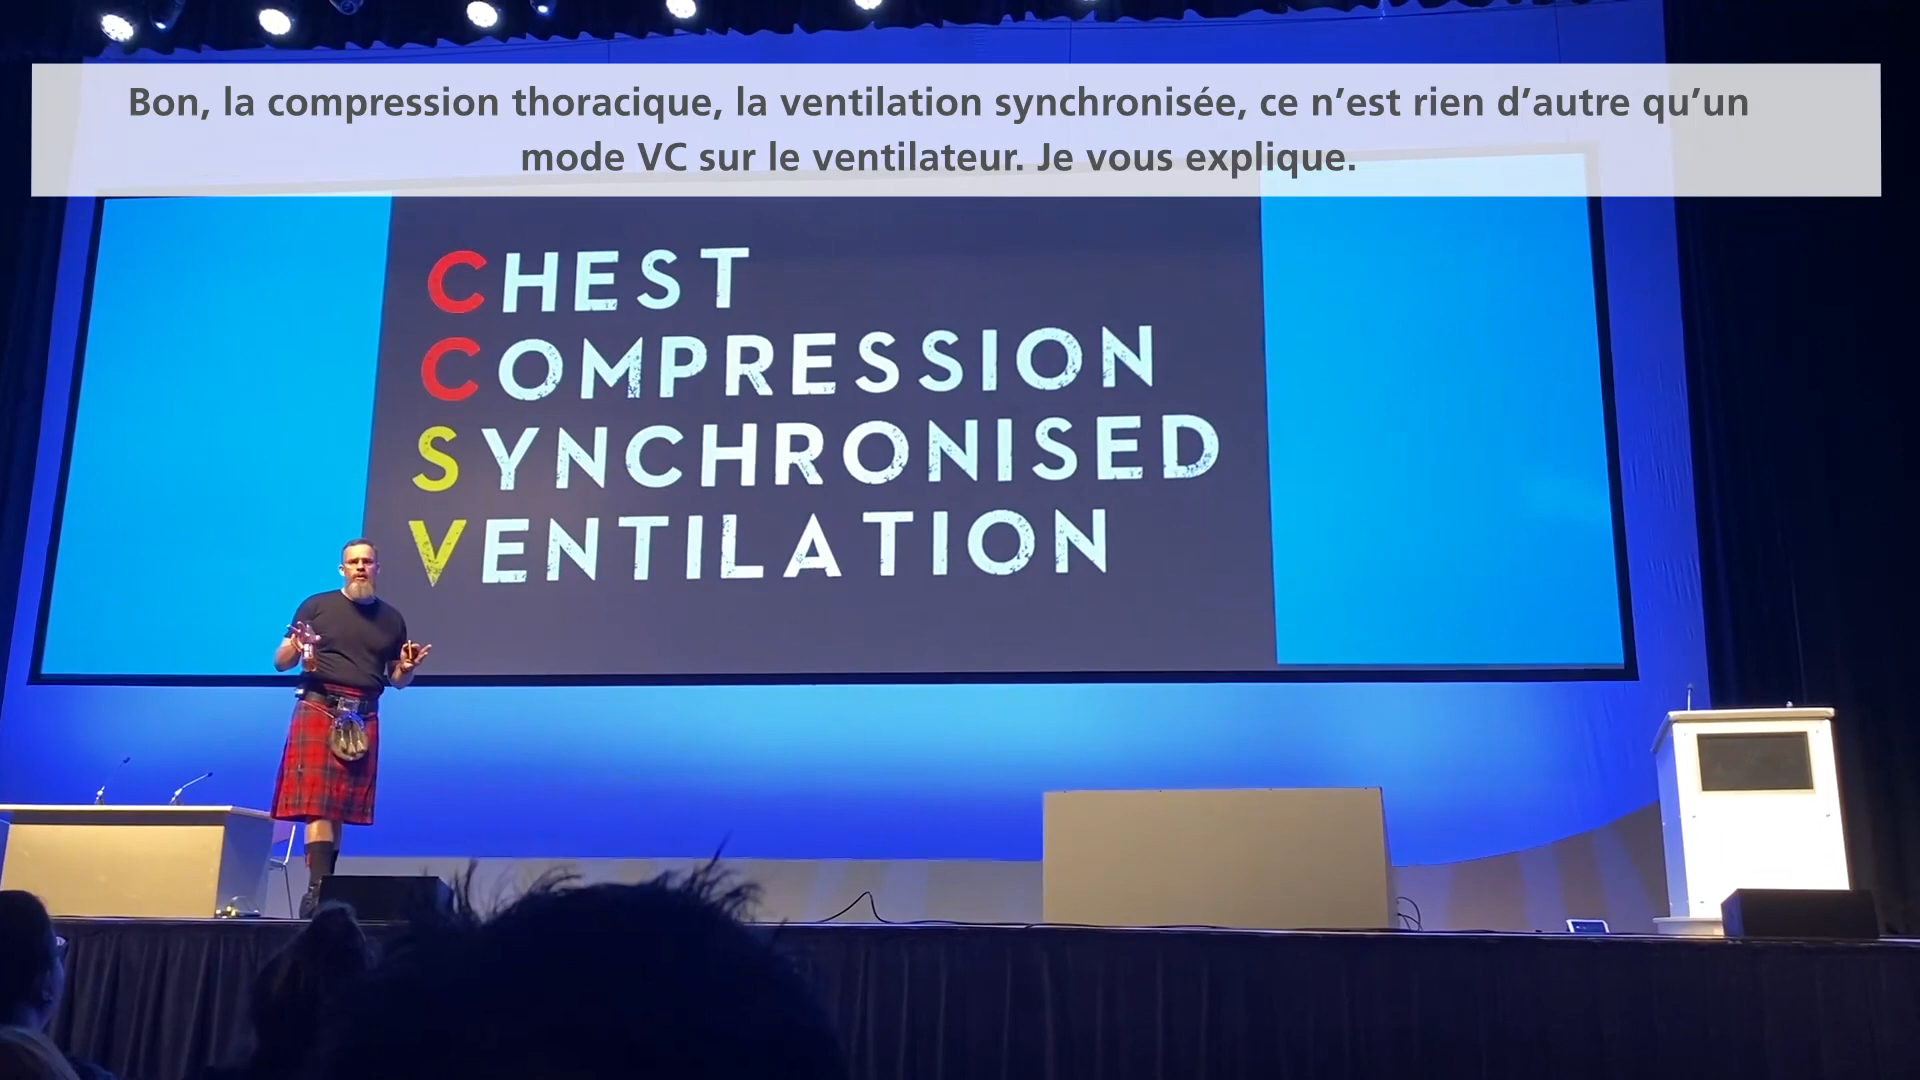 Bon, la compression thoracique, la ventilation synchronisée, ce n’est rien d’autre qu’un
mode VC sur le ventilateur. Je vous explique.
CHEST
COMPRESSION
SYNCHRONISED
VENTILATION